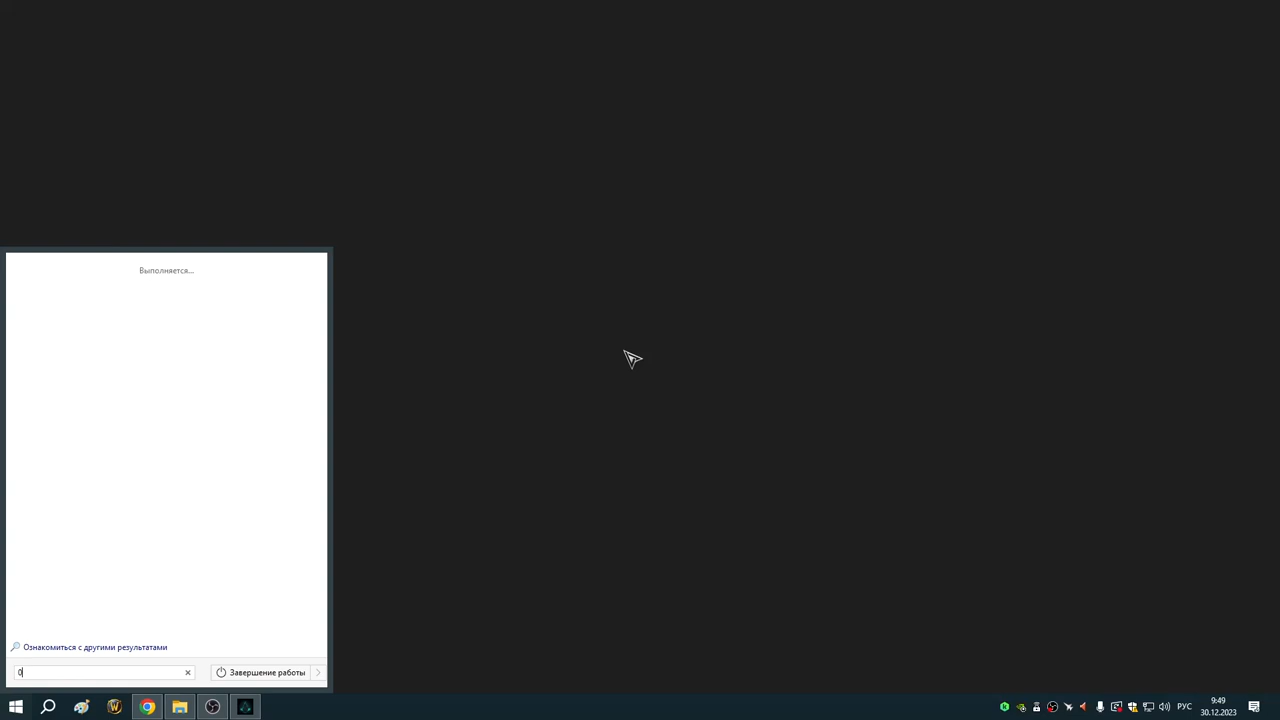 Выполняется...
Ознакомиться с другими результатами
0
Завершение работы
РУС
9:49
30.12.2023